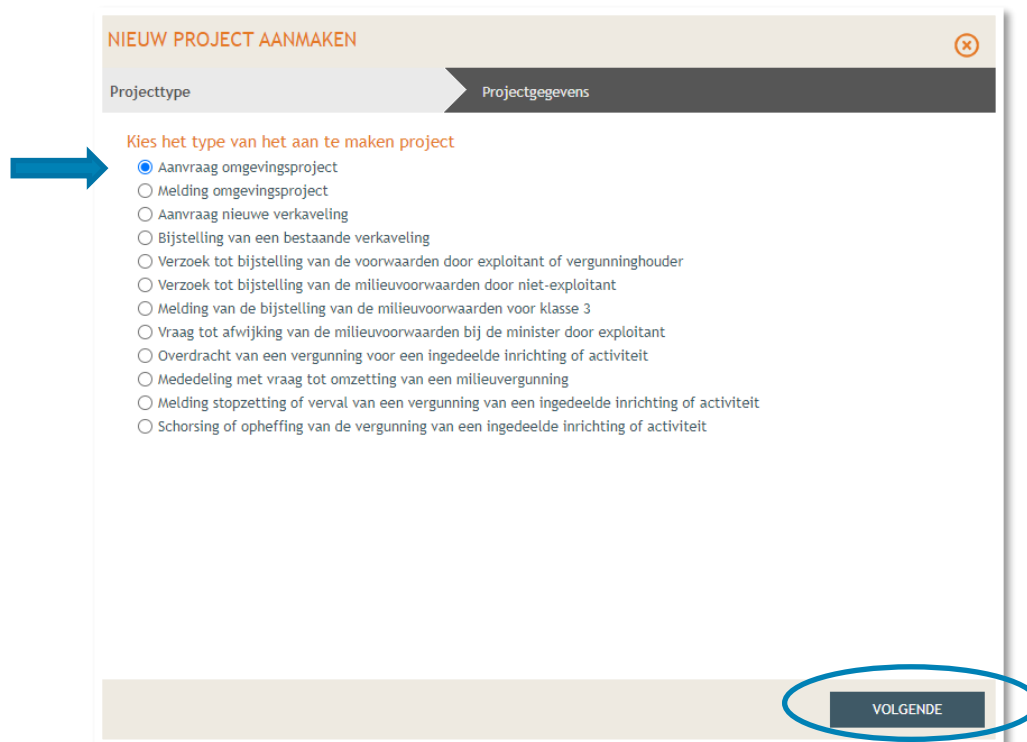 NIEUW PROJECT AANMAKEN
Projecttype
Projectgegevens
Kies het type van het aan te maken project
Aanvraag omgevingsproject
Melding omgevingsproject
Aanvraag nieuwe verkaveling
Bijstelling van een bestaande verkaveling
Verzoek tot bijstelling van de voorwaarden door exploitant of vergunninghouder
Verzoek tot bijstelling van de milieuvoorwaarden door niet-exploitant
Melding van de bijstelling van de milieuvoorwaarden voor klasse 3
Vraag tot afwijking van de milieuvoorwaarden bij de minister door exploitant
Overdracht van een vergunning voor een ingedeelde inrichting of activiteit
Mededeling met vraag tot omzetting van een milieuvergunning
Melding stopzetting of verval van een vergunning van een ingedeelde inrichting of activiteit
Schorsing of opheffing van de vergunning van een ingedeelde inrichting of activiteit
VOLGENDE